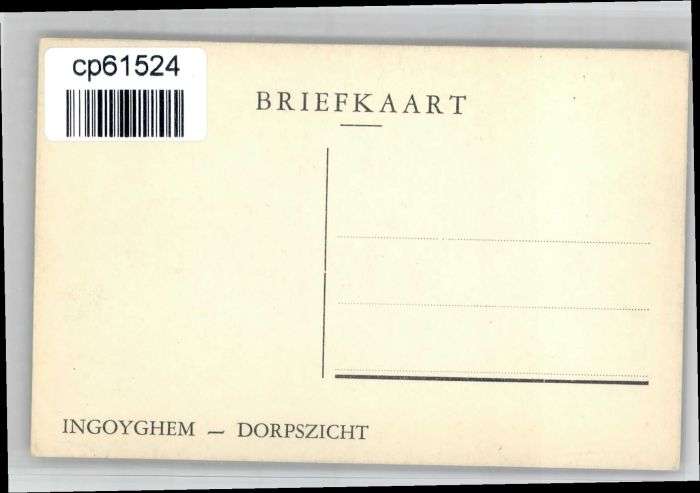 cp61524
BRIEFKAART
INGOYGHEM — DORPSZICHT